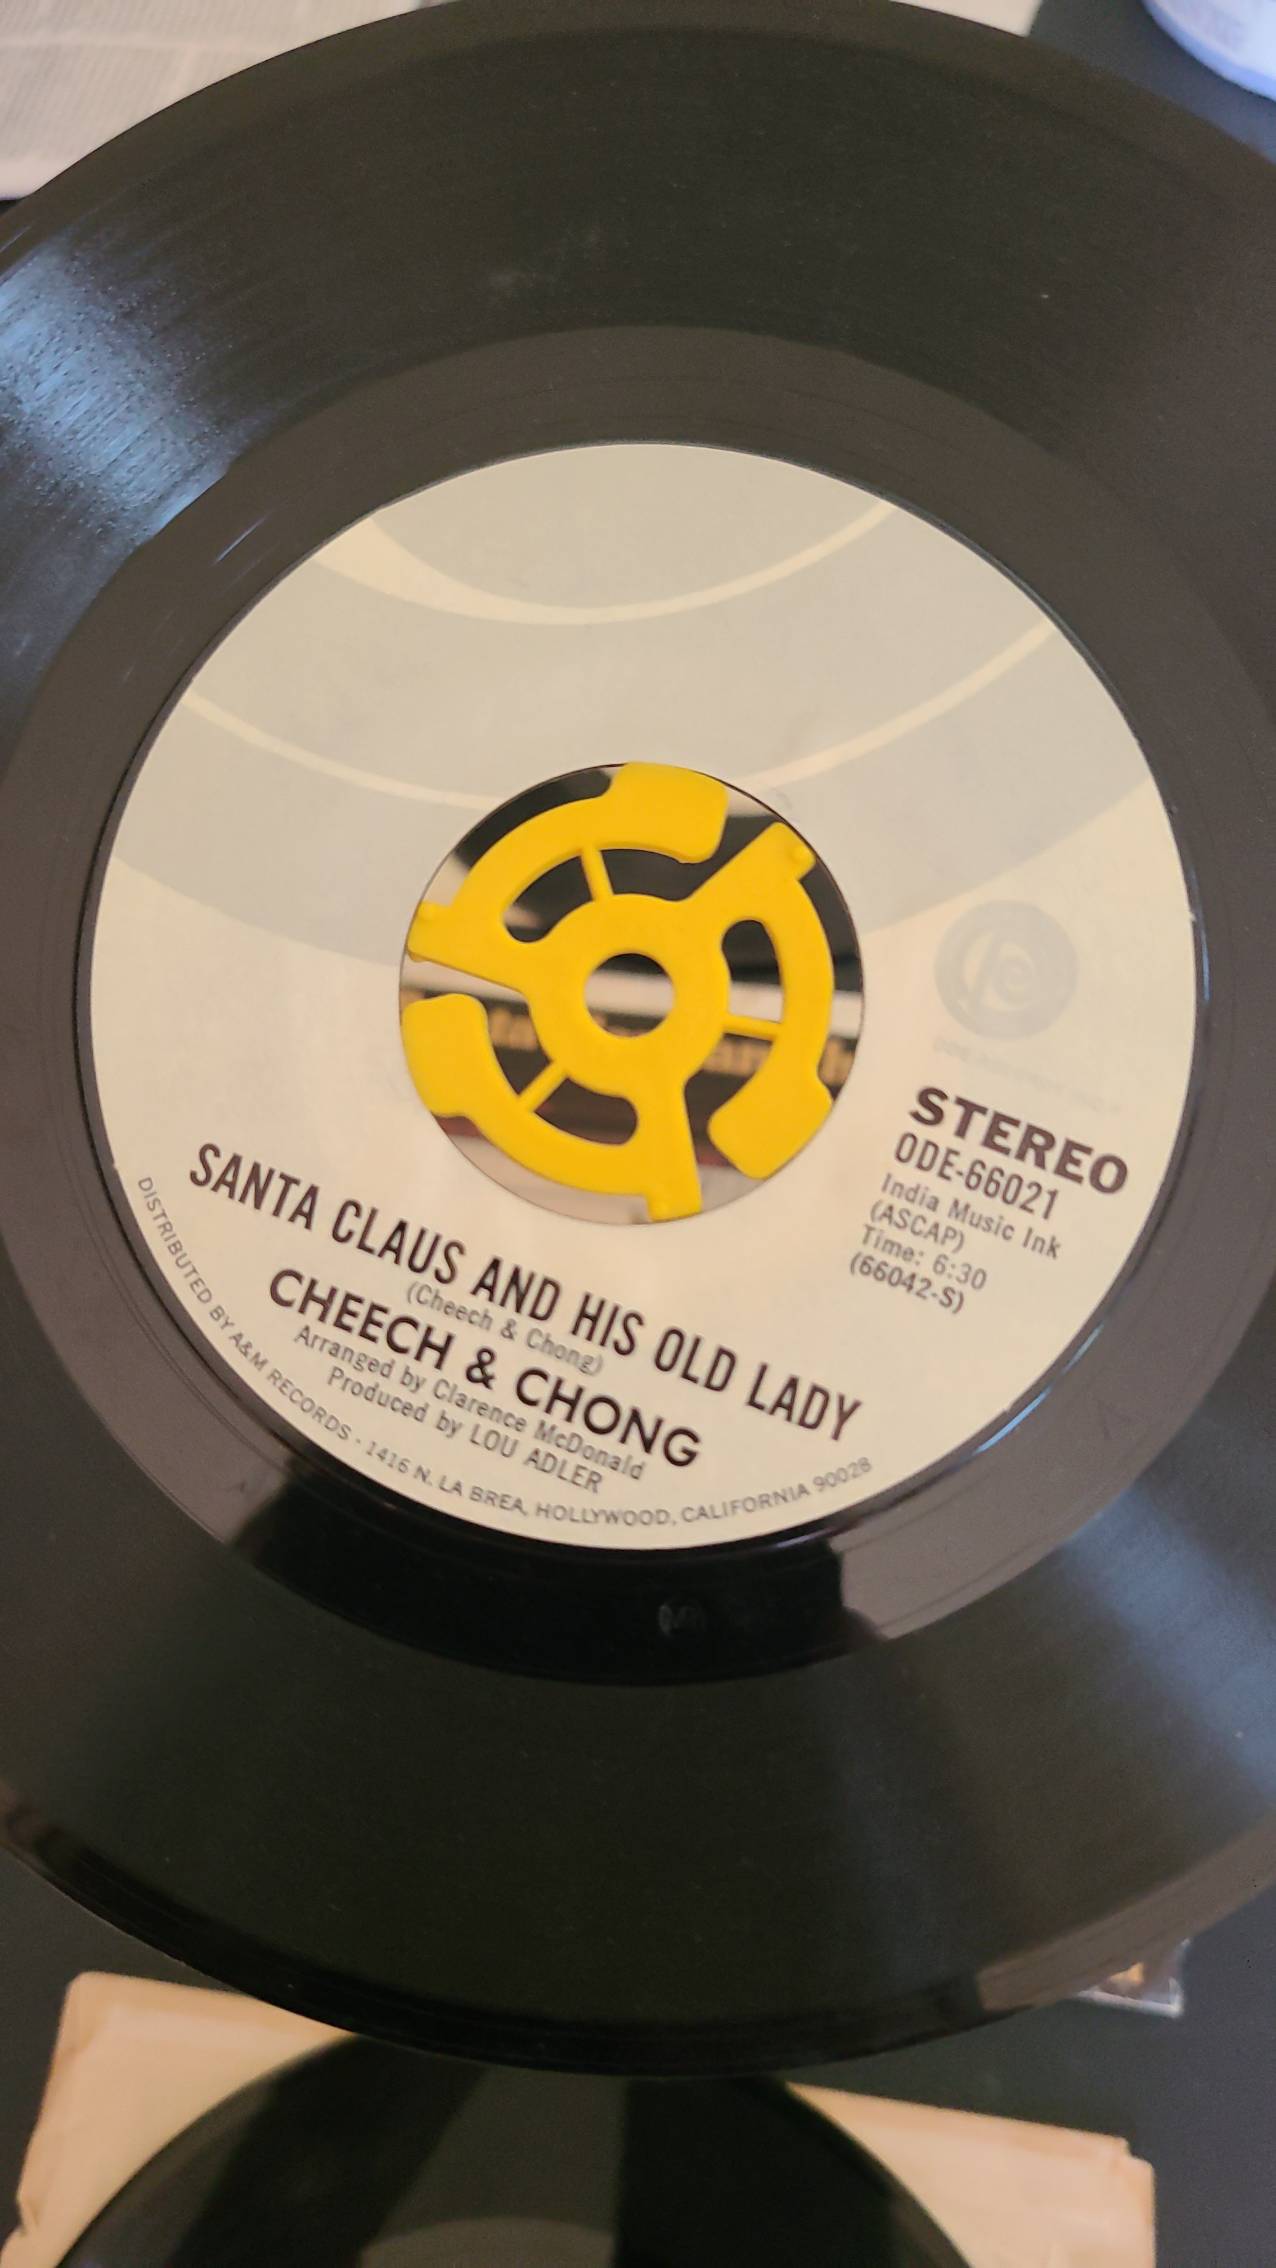 STEREO
ODE-66021
India Music Ink
(ASCAP)
Time: 6:30
(66042-S)
SANTA CLAUS AND HIS OLD LADY
(Cheech & Chong)
CHEECH & CHONG
Arranged by Clarence McDonald
Produced by LOU ADLER
DISTRIBUTED BY A&M RECORDS · 1416 N. LA BREA, HOLLYWOOD, CALIFORNIA 90028